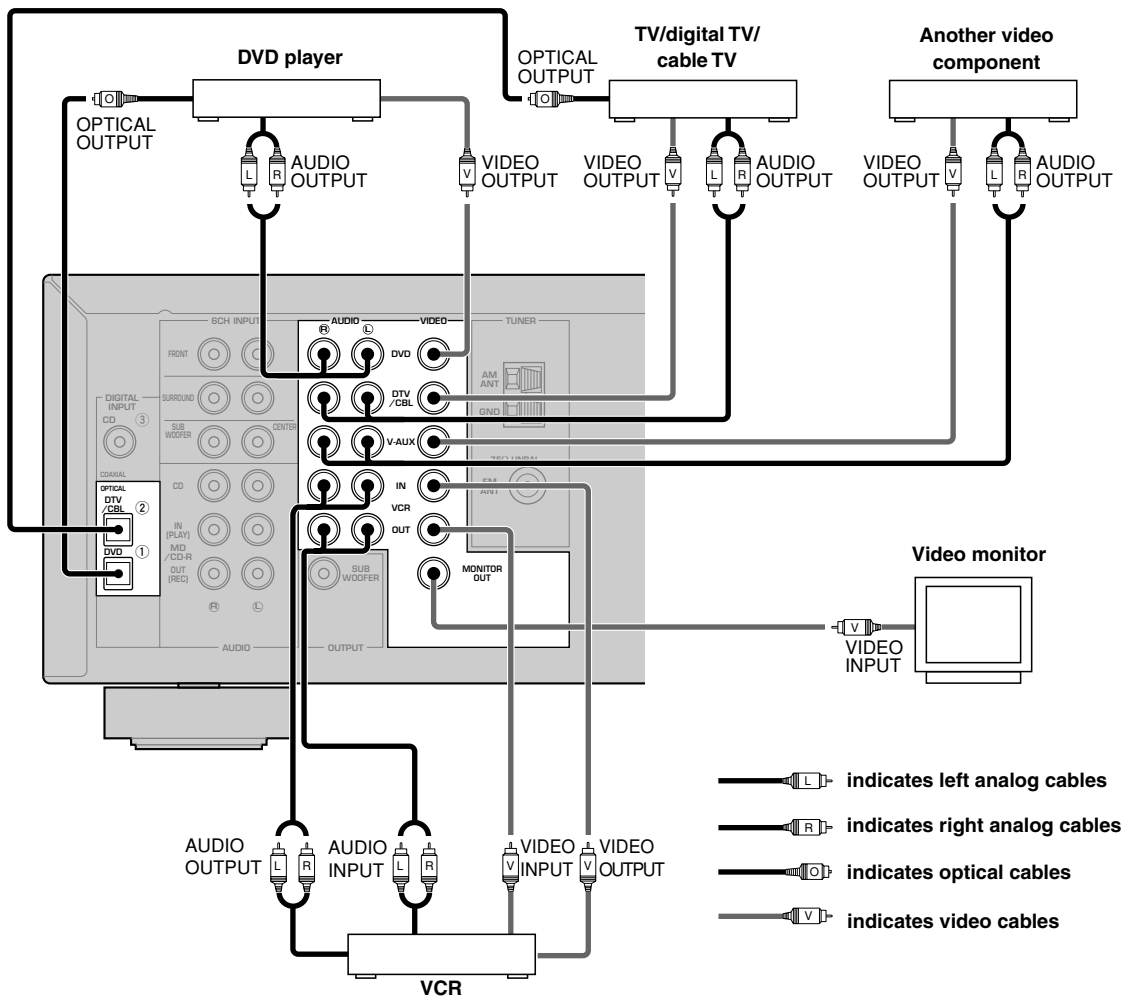 DVD player
TV/digital TV/
cable TV
Another video
component
OPTICAL
OUTPUT
OPTICAL
OUTPUT
L
R
AUDIO
OUTPUT
V
VIDEO
OUTPUT
VIDEO
OUTPUT
V
L
R
AUDIO
OUTPUT
VIDEO
OUTPUT
V
L
R
AUDIO
OUTPUT
O
O
6CH INPUT
AUDIO
VIDEO
TUNER
R
L
FRONT
DVD
AM
ANT
GND
DIGITAL
INPUT
CD ③
SURROUND
DTV
/CBL
SUB
WOOFER
CENTER
V-AUX
75Ω UNBAL.
FM
ANT
COAXIAL
OPTICAL
DTV
/CBL ②
DVD ①
CD
IN
VCR
OUT
IN
(PLAY)
MD
/CD-R
OUT
(REC)
SUB
WOOFER
MONITOR
OUT
R
L
AUDIO
OUTPUT
Video monitor
V
VIDEO
INPUT
AUDIO
OUTPUT
L
R
AUDIO
INPUT
L
R
V
VIDEO
INPUT
V
VIDEO
OUTPUT
VCR
L indicates left analog cables
R indicates right analog cables
O indicates optical cables
V indicates video cables